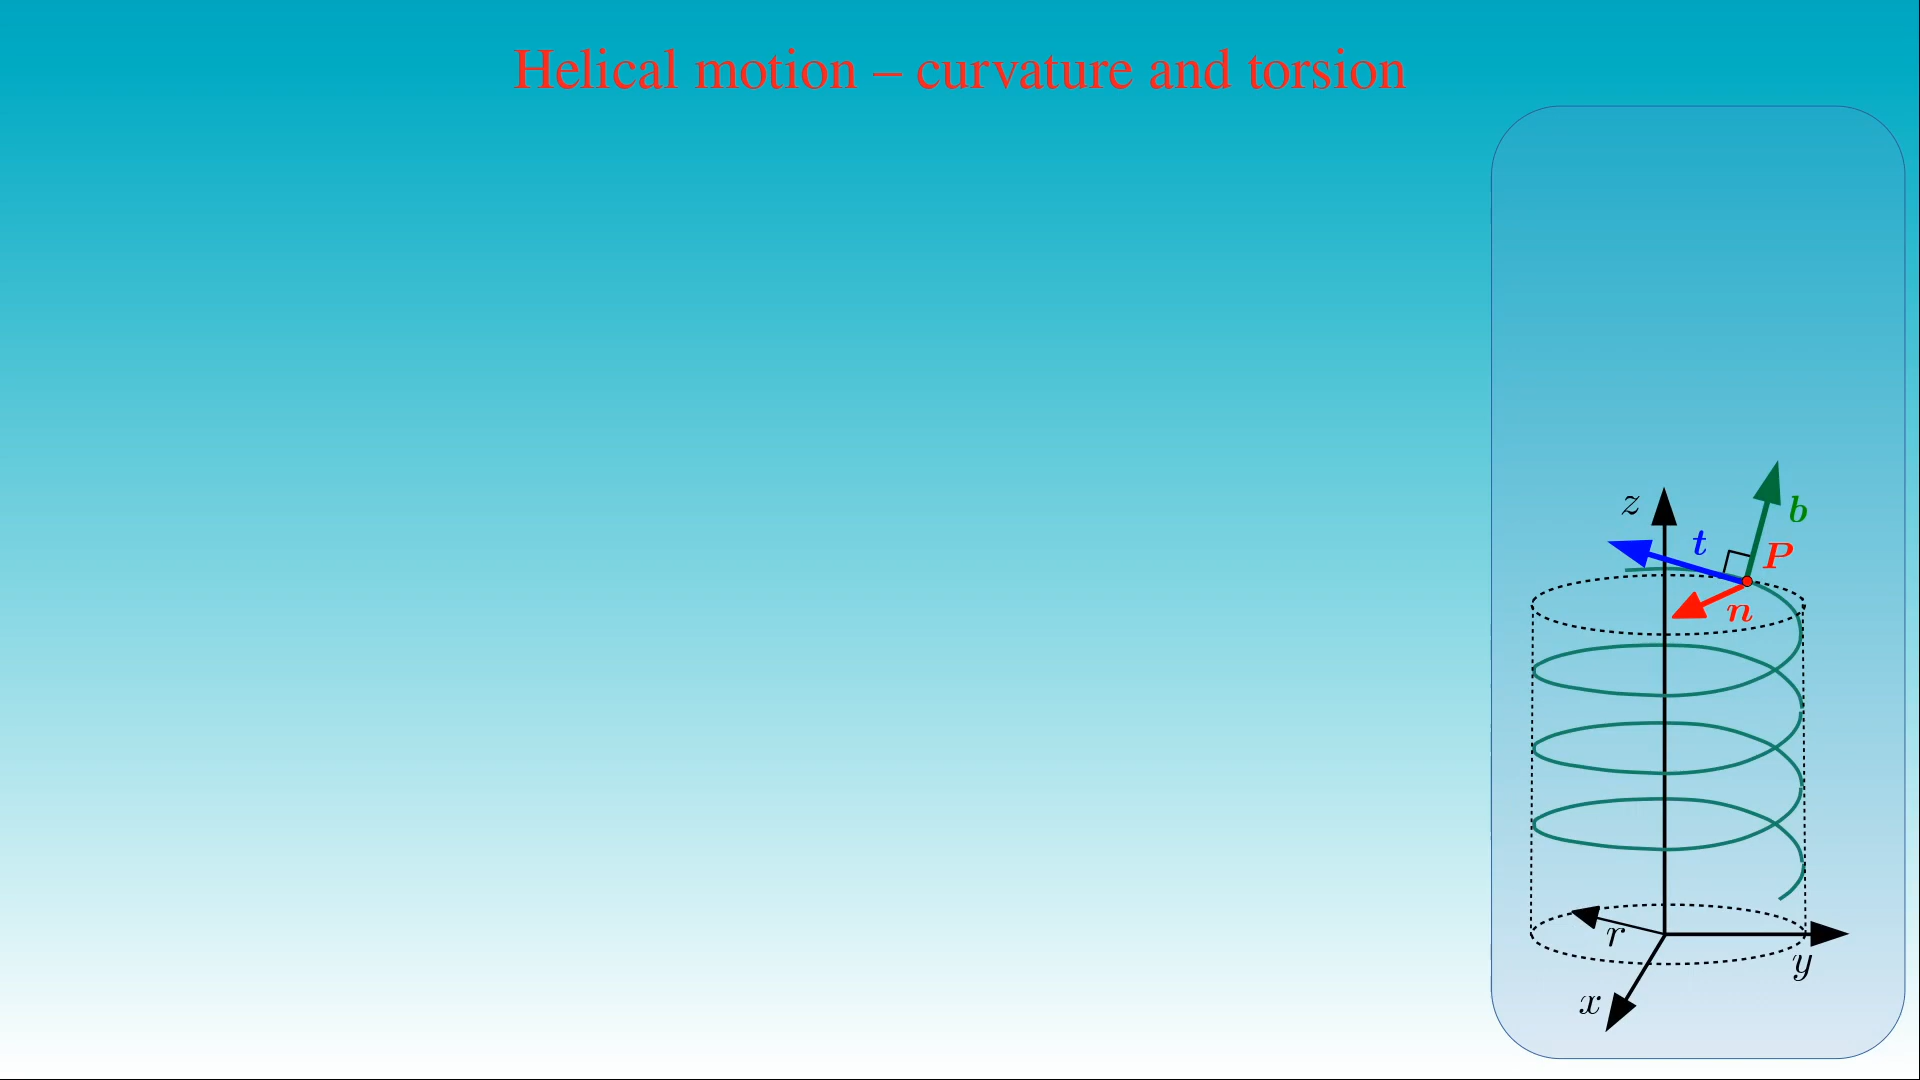 Helical motion – curvature and torsion
z
b
t
P
n
r
y
x